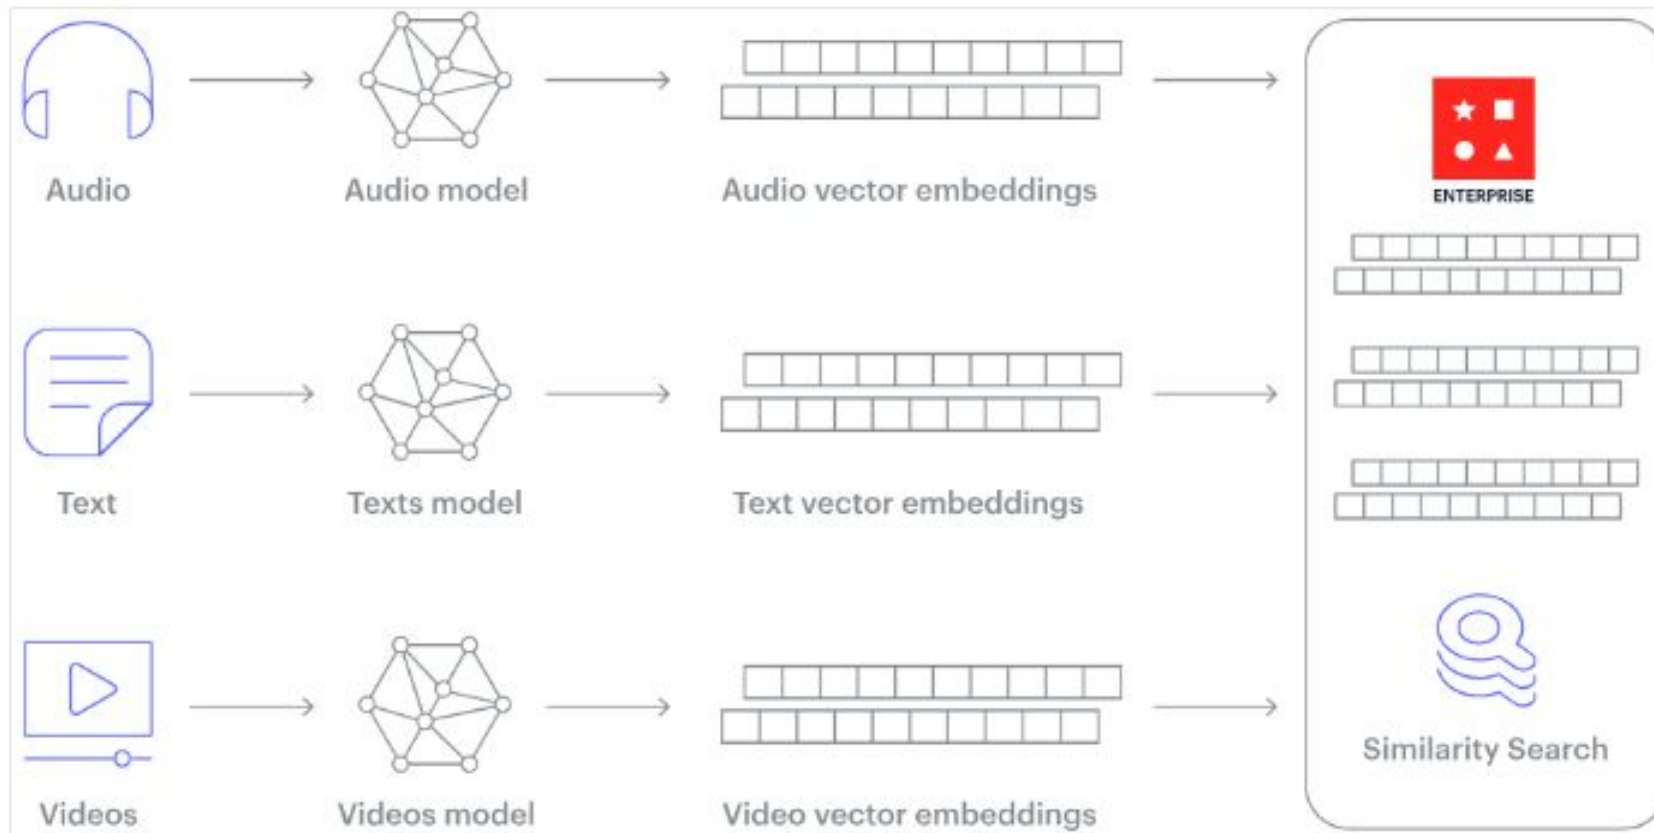 Audio
Audio model
Audio vector embeddings
ENTERPRISE
Text
Texts model
Text vector embeddings
Videos
Videos model
Video vector embeddings
Similarity Search